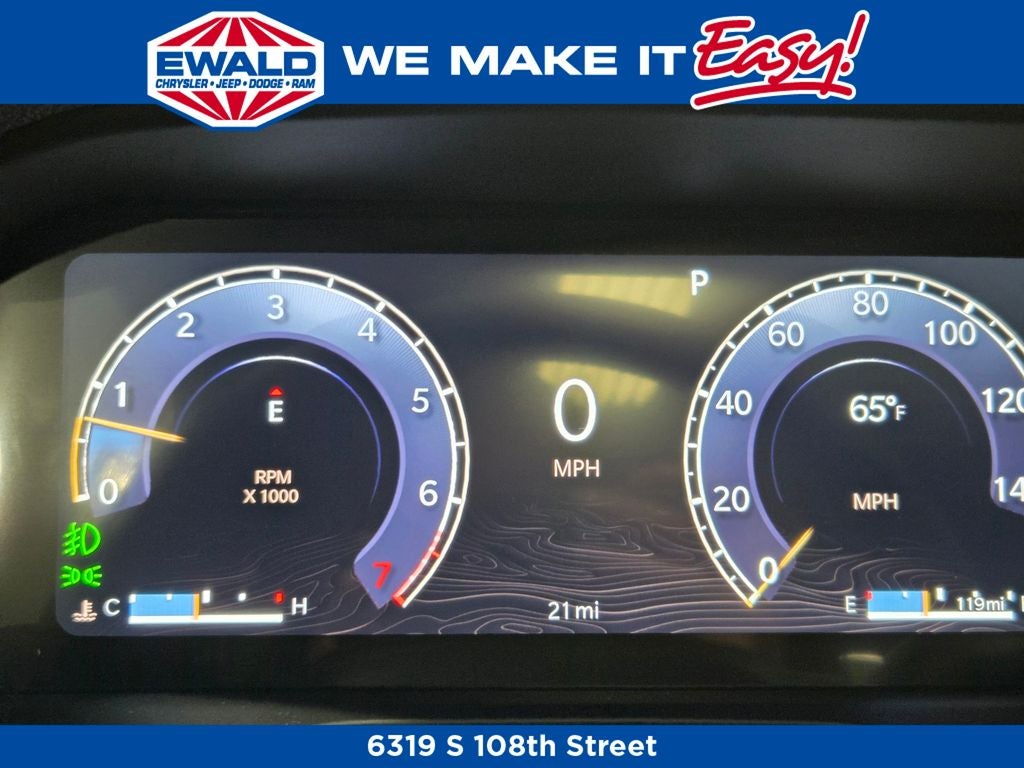 EWALD
CHRYSLER • JEEP • DODGE • RAM
WE MAKE IT Easy!
P
0
1
2
3
4
5
6
7
E
RPM
X 1000
0
MPH
21 mi
0
20
40
60
80
100
120
65°F
MPH
C
H
E
119mi
6319 S 108th Street